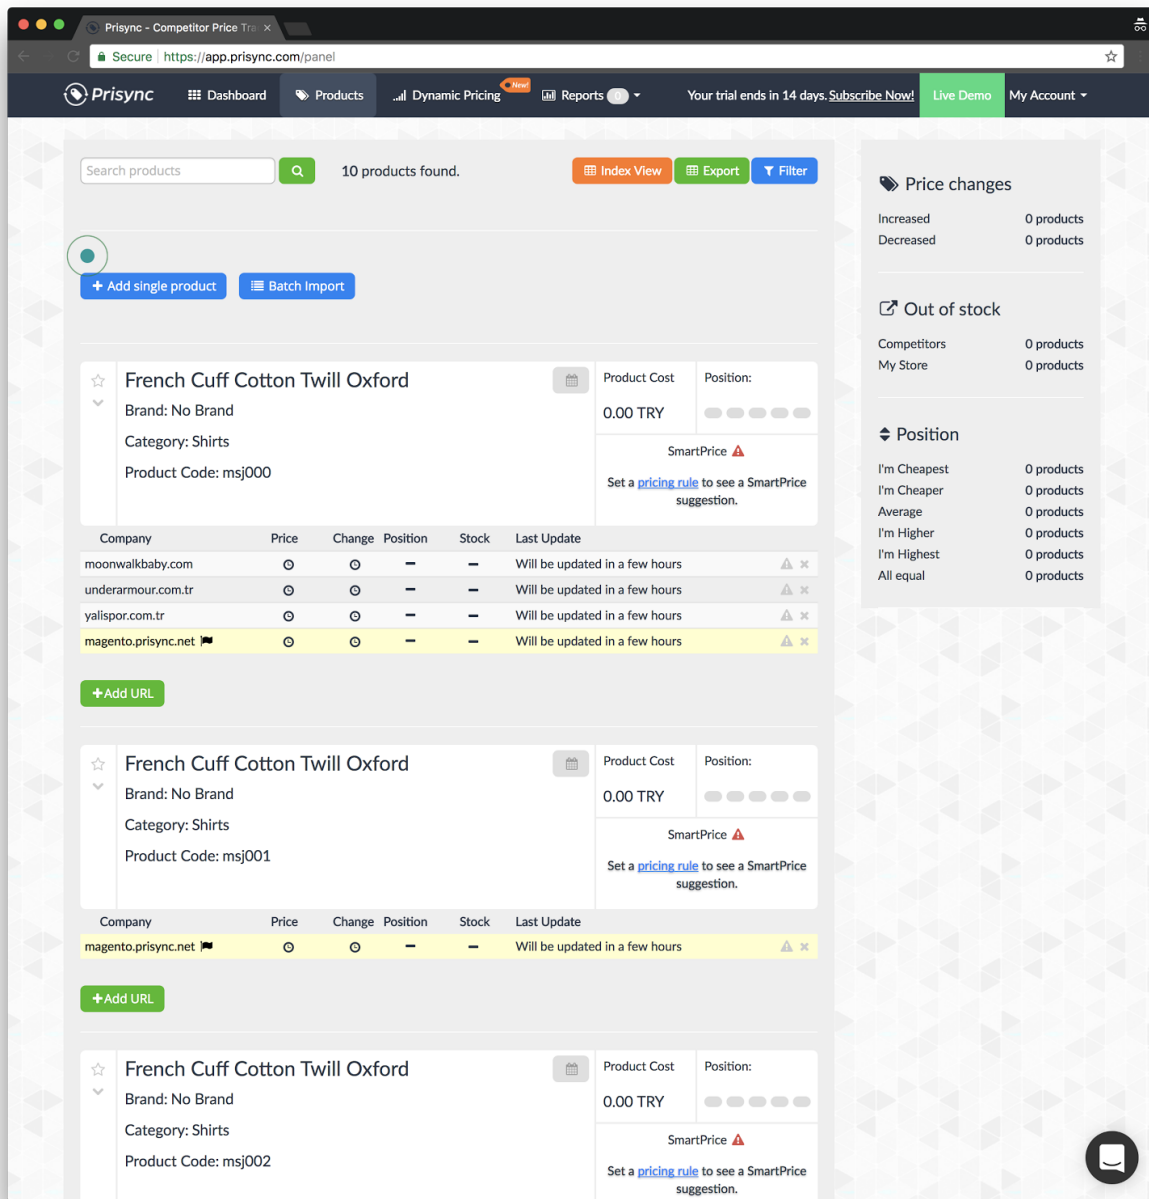 Prisync - Competitor Price Tra
Secure https://app.prisync.com/panel
Prisync Dashboard Products Dynamic Pricing New! Reports 0 Your trial ends in 14 days. Subscribe Now! Live Demo My Account
Search products 10 products found. Index View Export Filter
Add single product Batch Import
French Cuff Cotton Twill Oxford
Brand: No Brand
Category: Shirts
Product Code: msj000
Product Cost Position:
0.00 TRY
SmartPrice
Set a pricing rule to see a SmartPrice
suggestion.
Company Price Change Position Stock Last Update
moonwalkbaby.com Will be updated in a few hours
underarmour.com.tr Will be updated in a few hours
yalispor.com.tr Will be updated in a few hours
magento.prisync.net Will be updated in a few hours
+Add URL
French Cuff Cotton Twill Oxford
Brand: No Brand
Category: Shirts
Product Code: msj001
Product Cost Position:
0.00 TRY
SmartPrice
Set a pricing rule to see a SmartPrice
suggestion.
Company Price Change Position Stock Last Update
magento.prisync.net Will be updated in a few hours
+Add URL
French Cuff Cotton Twill Oxford
Brand: No Brand
Category: Shirts
Product Code: msj002
Product Cost Position:
0.00 TRY
SmartPrice
Set a pricing rule to see a SmartPrice
suggestion.
Price changes
Increased 0 products
Decreased 0 products
Out of stock
Competitors 0 products
My Store 0 products
Position
I'm Cheapest 0 products
I'm Cheaper 0 products
Average 0 products
I'm Higher 0 products
I'm Highest 0 products
All equal 0 products